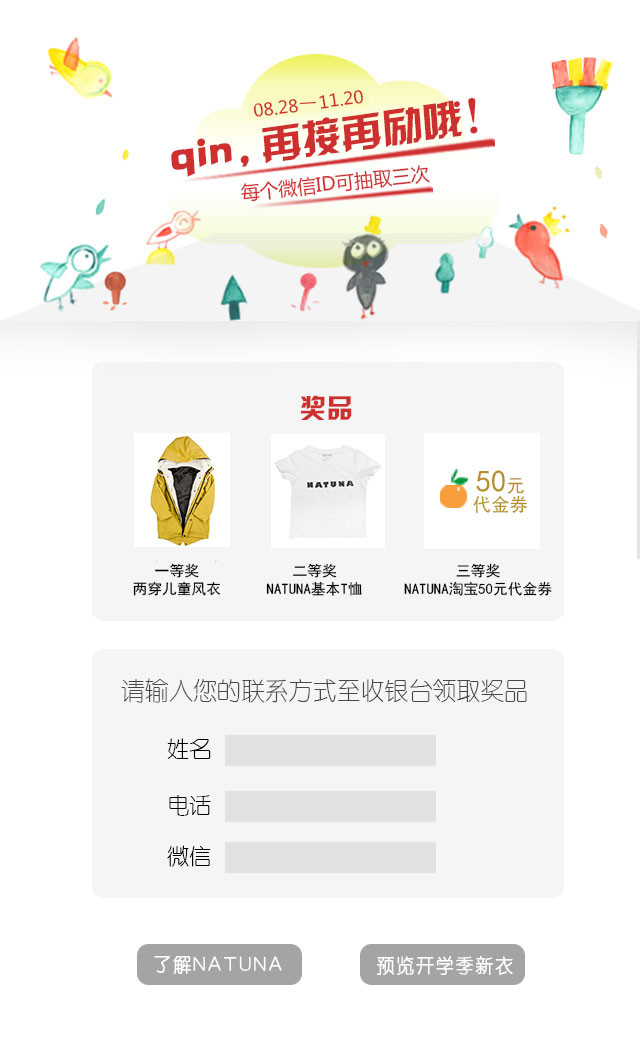 08.28—11.20
qin，再接再励哦！
每个微信ID可抽取三次
奖品
NATUNA
50元
代金券
一等奖
两穿儿童风衣
二等奖
NATUNA基本T恤
三等奖
NATUNA淘宝50元代金券
请输入您的联系方式至收银台领取奖品
姓名
电话
微信
了解NATUNA
预览开学季新衣